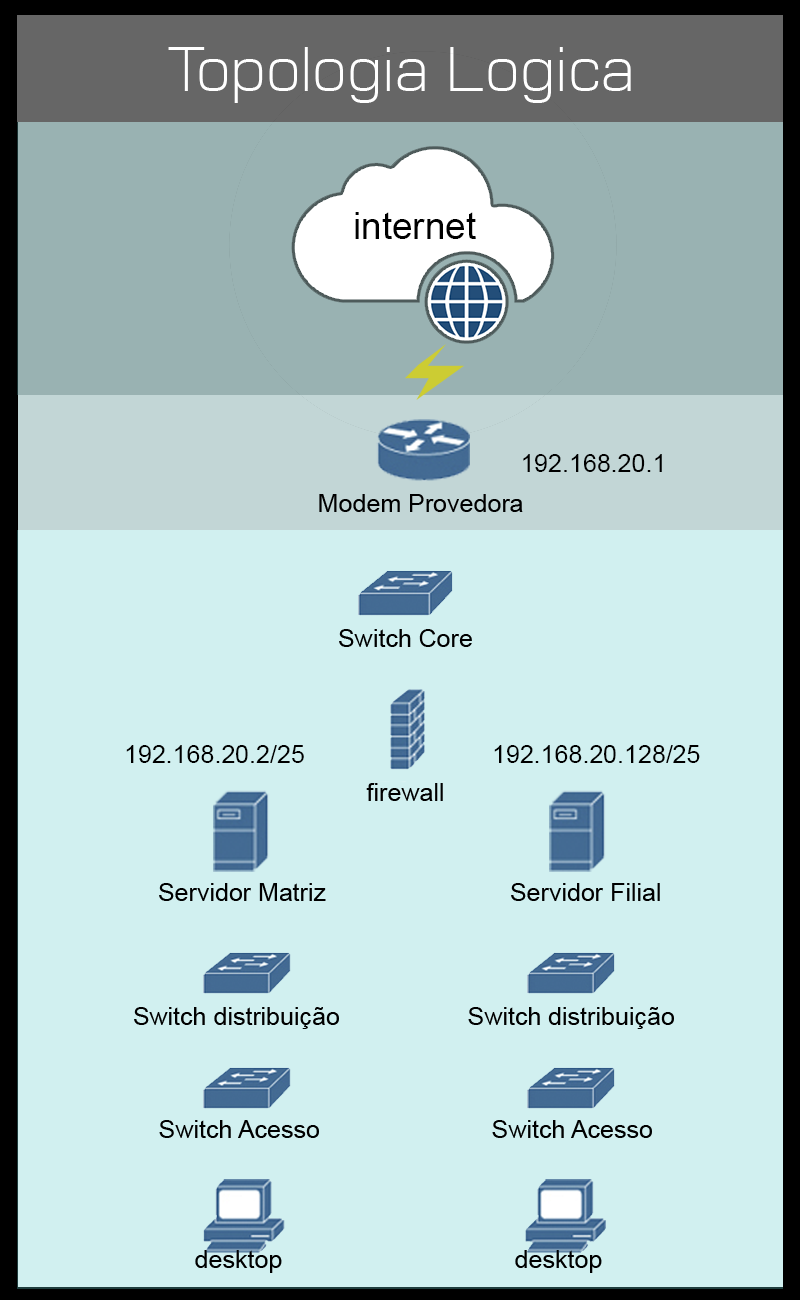 Topologia Logica
internet
192.168.20.1
Modem Provedora
Switch Core
192.168.20.2/25
192.168.20.128/25
firewall
Servidor Matriz
Servidor Filial
Switch distribuição
Switch distribuição
Switch Acesso
Switch Acesso
desktop
desktop